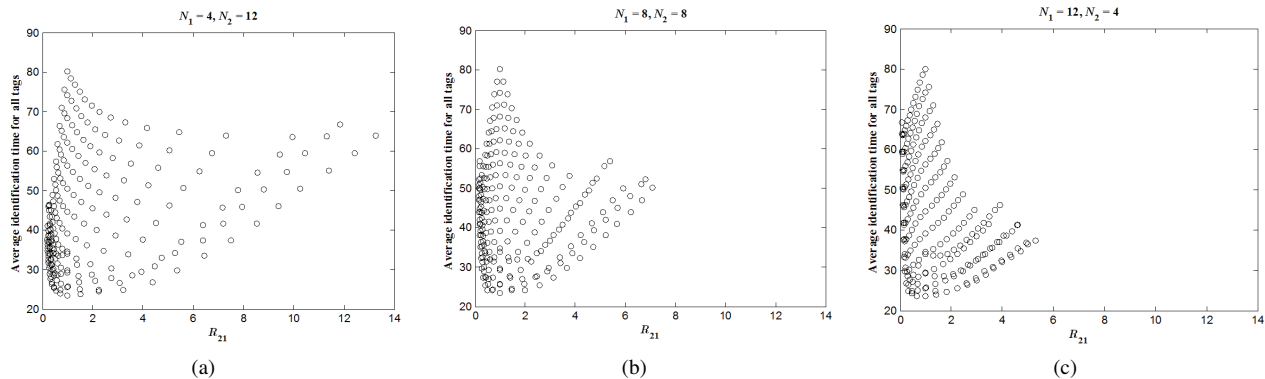 N1 = 4, N2 = 12
Average identification time for all tags
90
80
70
60
50
40
30
20
0 2 4 6 8 10 12 14
R21
(a)
N1 = 8, N2 = 8
Average identification time for all tags
90
80
70
60
50
40
30
20
0 2 4 6 8 10 12 14
R21
(b)
N1 = 12, N2 = 4
Average identification time for all tags
90
80
70
60
50
40
30
20
0 2 4 6 8 10 12 14
R21
(c)